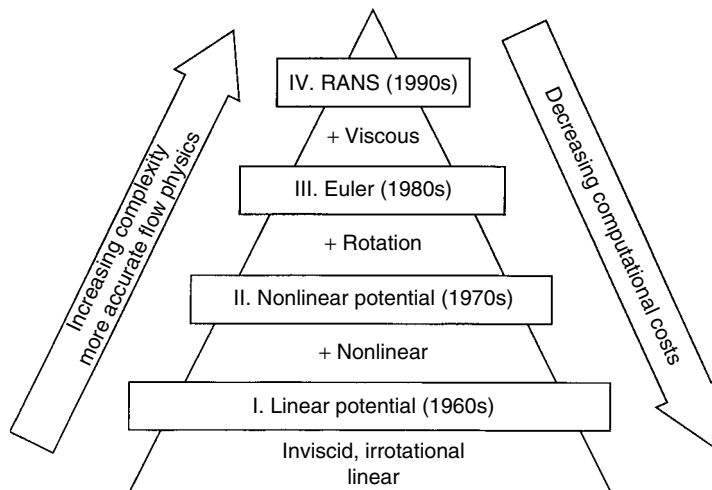 IV. RANS (1990s)
+ Viscous
III. Euler (1980s)
+ Rotation
II. Nonlinear potential (1970s)
+ Nonlinear
I. Linear potential (1960s)
Inviscid, irrotational
linear
Increasing complexity
more accurate flow physics
Decreasing computational costs